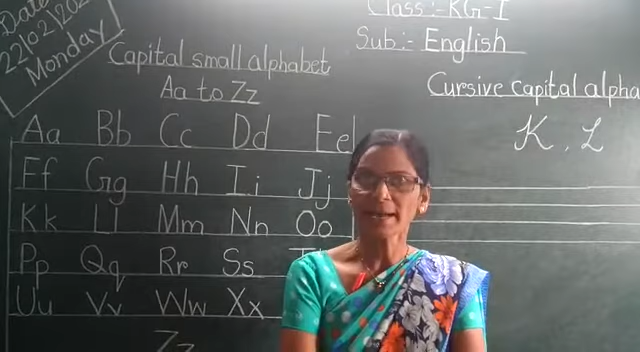 Date
22/02/202
Monday
Class:-KG-I
Sub:- English
Capital small alphabet
Aa to Zz
Aa Bb Cc Dd Ee
Ff Gg Hh Ii Jj
Kk Ll Mm Nn Oo
Pp Qq Rr Ss
Uu Vv Ww Xx
Zz
Cursive capital alpha
K , L